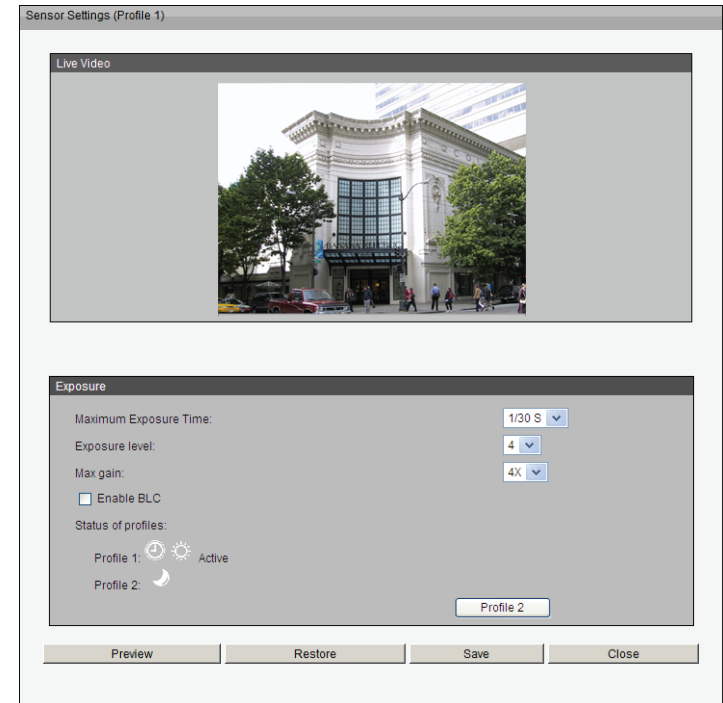 Sensor Settings (Profile 1)
Live Video
Exposure
Maximum Exposure Time: 1/30 S
Exposure level: 4
Max gain: 4X
Enable BLC
Status of profiles:
Profile 1: Active
Profile 2:
Profile 2
Preview Restore Save Close